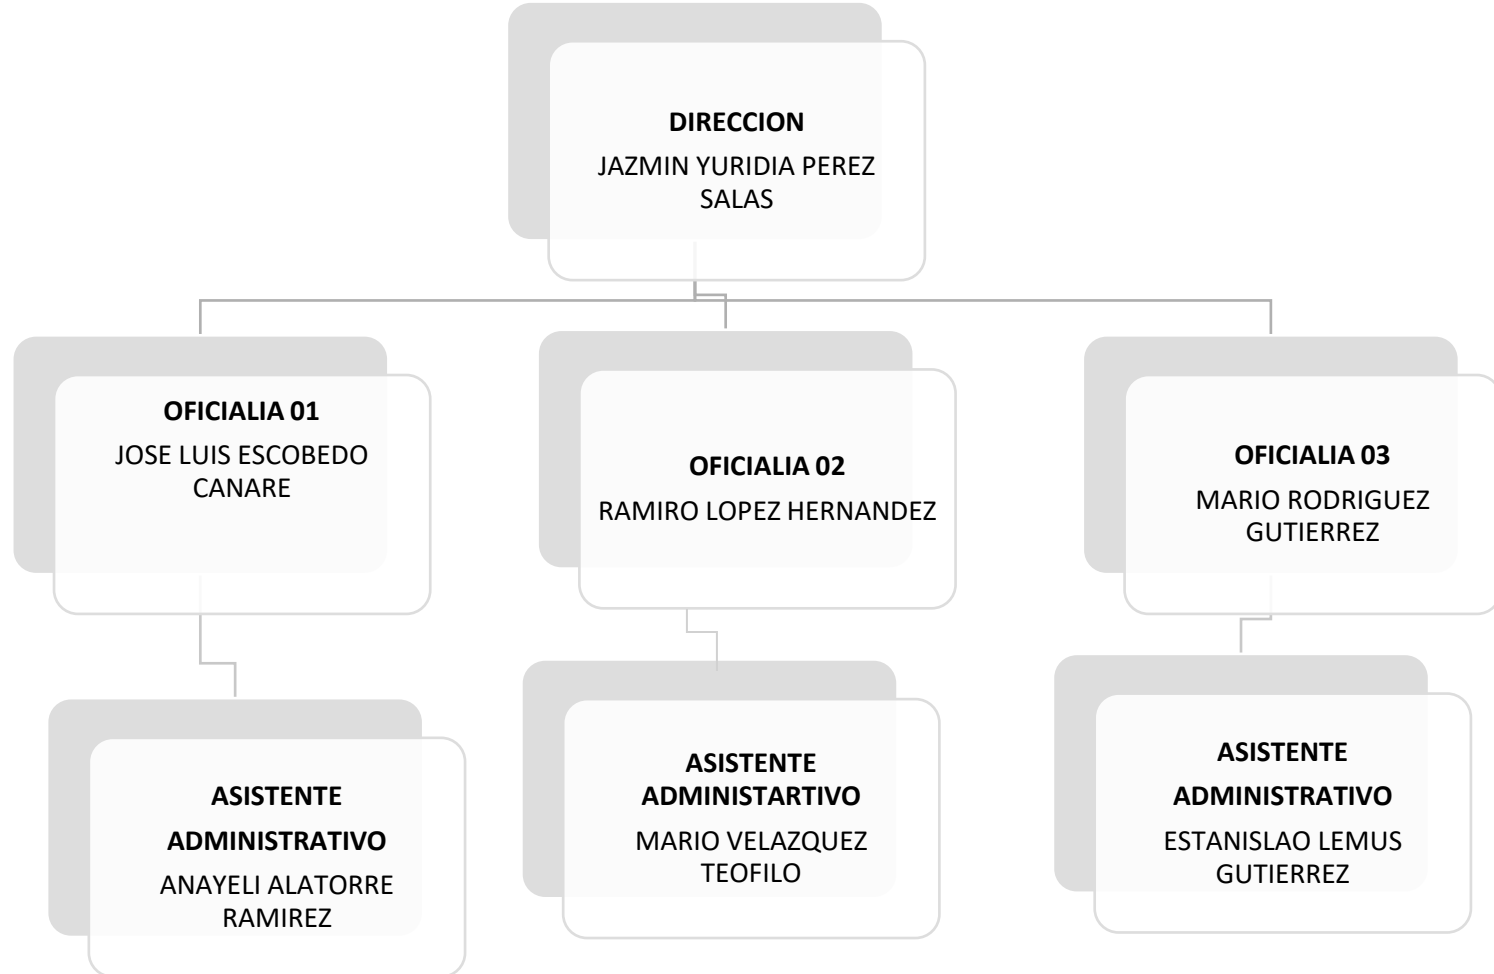 DIRECCION
JAZMIN YURIDIA PEREZ
SALAS
OFICIALIA 01
JOSE LUIS ESCOBEDO
CANARE
OFICIALIA 02
RAMIRO LOPEZ HERNANDEZ
OFICIALIA 03
MARIO RODRIGUEZ
GUTIERREZ
ASISTENTE
ADMINISTRATIVO
ANAYELI ALATORRE
RAMIREZ
ASISTENTE
ADMINISTARTIVO
MARIO VELAZQUEZ
TEOFILO
ASISTENTE
ADMINISTRATIVO
ESTANISLAO LEMUS
GUTIERREZ